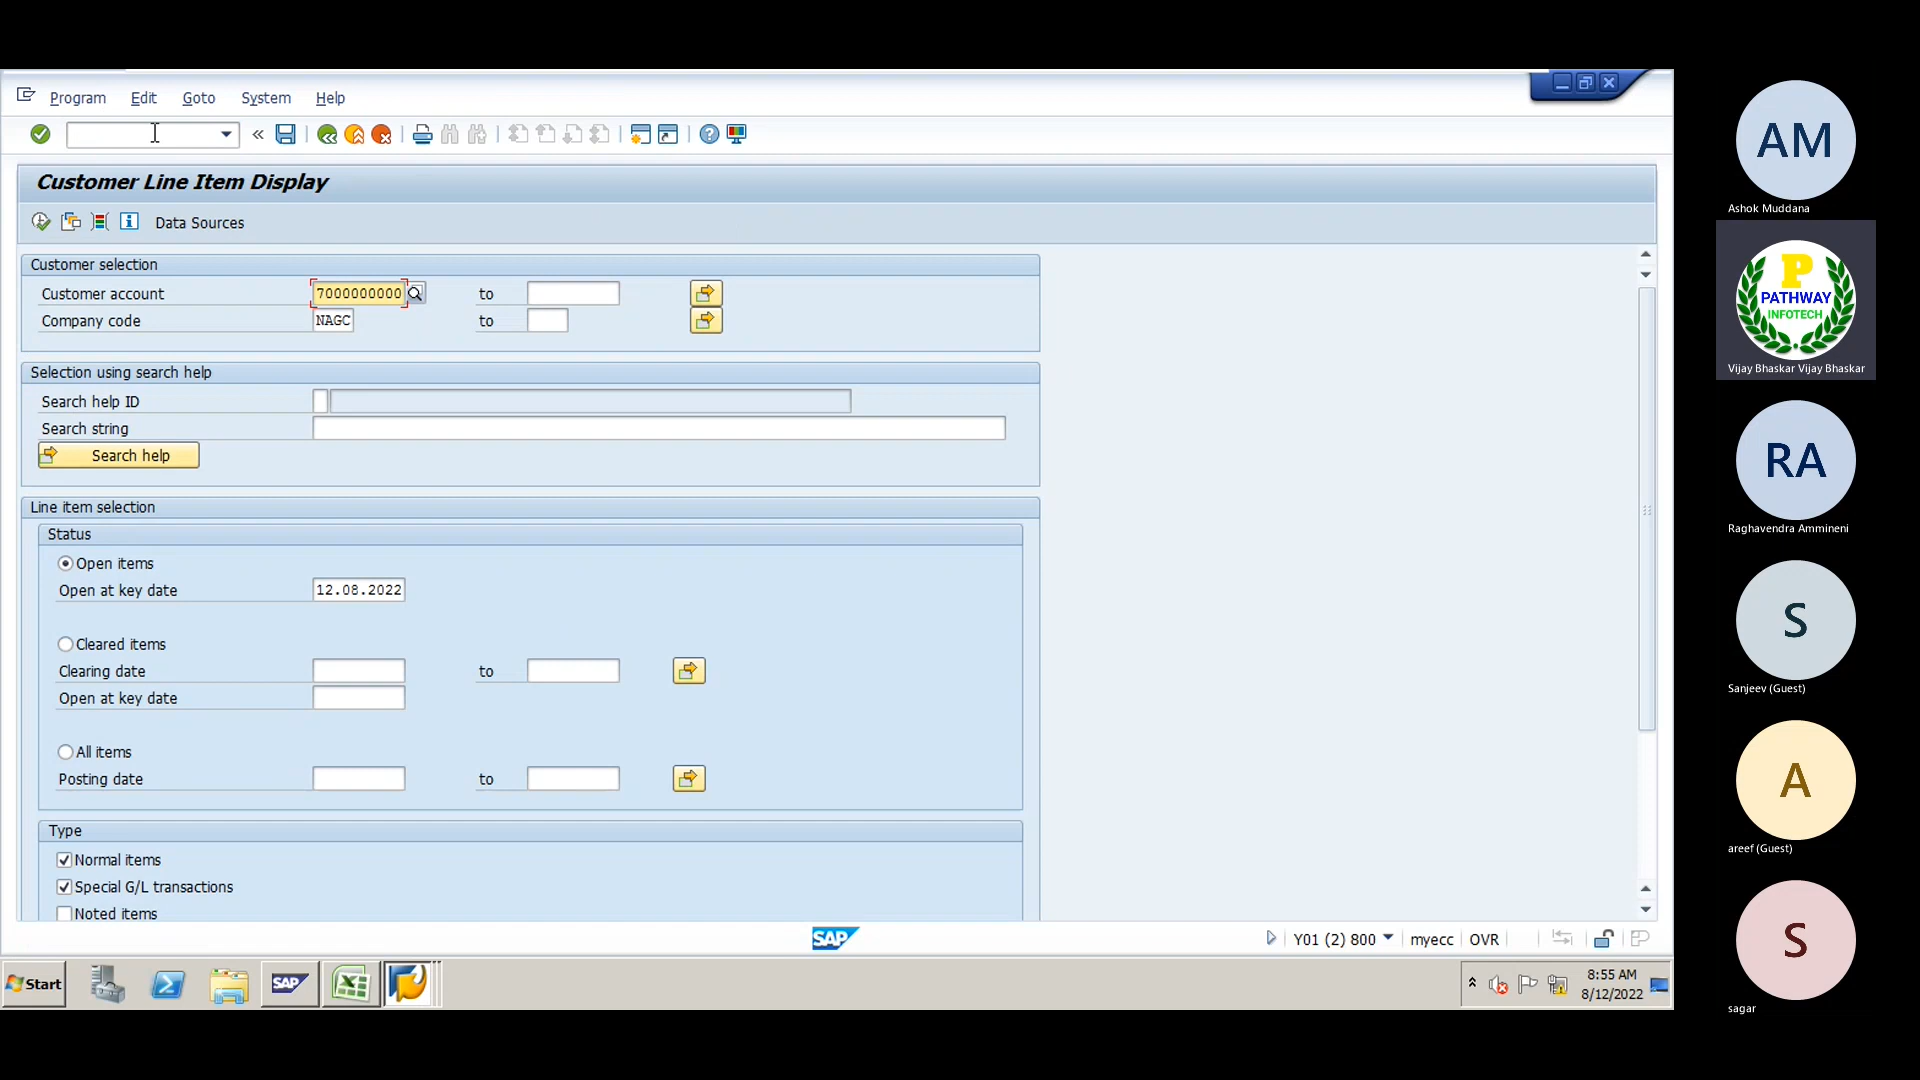 Program Edit Goto System Help
Customer Line Item Display
Data Sources
Customer selection
Customer account 7000000000 to
Company code NAGC to
Selection using search help
Search help ID
Search string
Search help
Line item selection
Status
Open items
Open at key date 12.08.2022
Cleared items
Clearing date to
Open at key date
All items
Posting date to
Type
Normal items
Special G/L transactions
Noted items
SAP
Y01 (2) 800 myecc OVR
Start
SAP
8:55 AM
8/12/2022
AM
Ashok Muddana
P
PATHWAY
INFOTECH
Vijay Bhaskar Vijay Bhaskar
RA
Raghavendra Ammineni
S
Sanjeev (Guest)
A
areef (Guest)
S
sagar